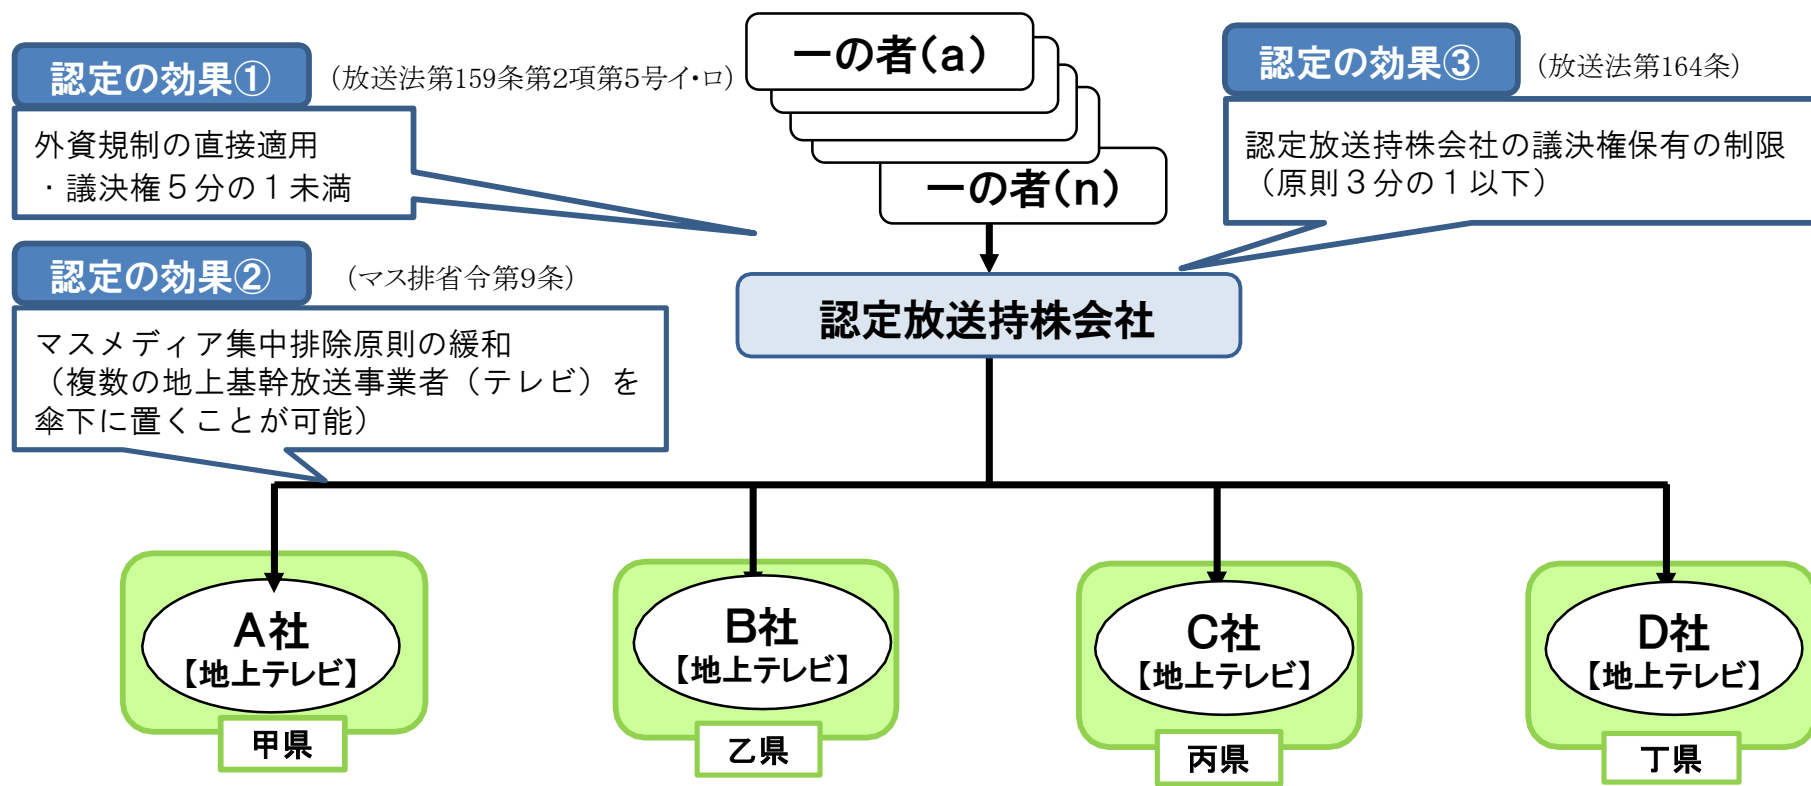 認定の効果①
（放送法第159条第2項第5号イ・ロ）
外資規制の直接適用
・議決権５分の１未満
認定の効果②
（マス排省令第9条）
マスメディア集中排除原則の緩和
（複数の地上基幹放送事業者（テレビ）を
傘下に置くことが可能）
一の者（a）
一の者（n）
認定の効果③
（放送法第164条）
認定放送持株会社の議決権保有の制限
（原則３分の１以下）
認定放送持株会社
A社
【地上テレビ】
甲県
B社
【地上テレビ】
乙県
C社
【地上テレビ】
丙県
D社
【地上テレビ】
丁県